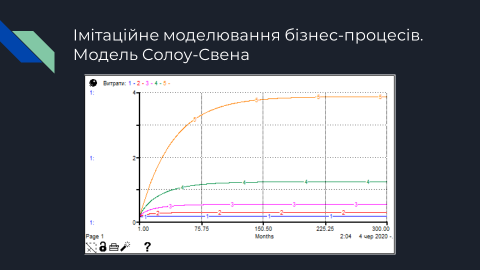 Імітаційне моделювання бізнес-процесів.
Модель Солоу-Свена
Витрати: 1 - 2 - 3 - 4 - 5 -
1: 4
1: 2
1: 0
1.00 75.75 150.50 225.25 300.00
Page 1 Months 2:04 4 чер 2020
?